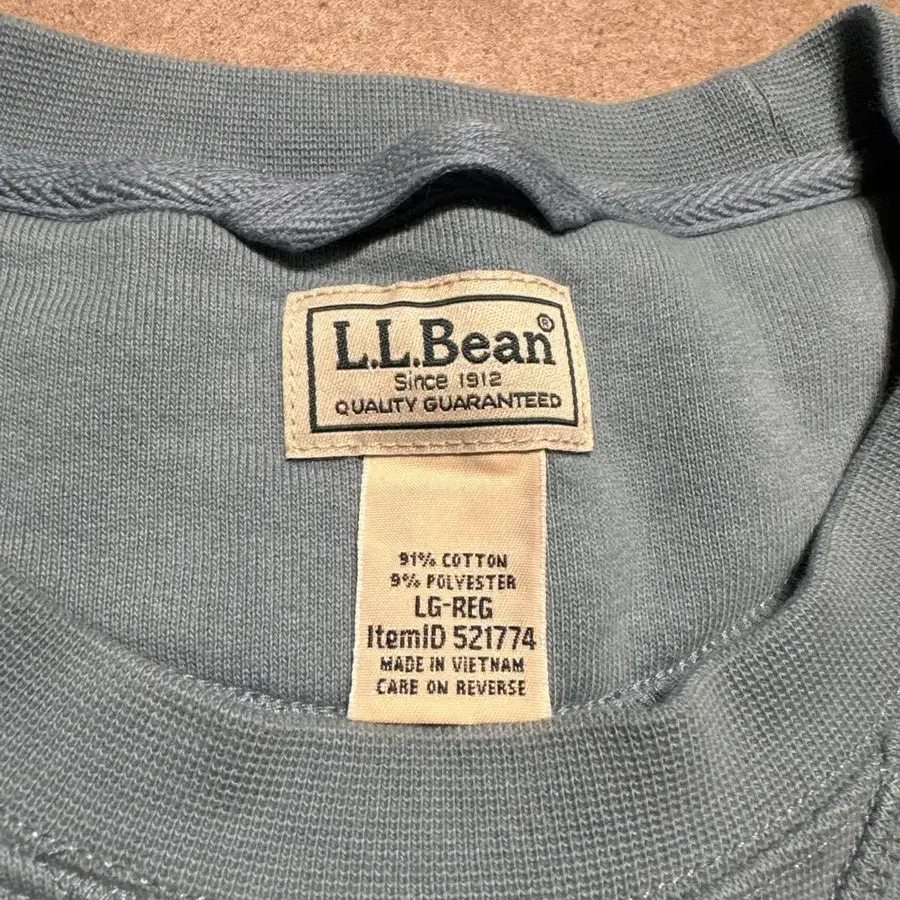 L.L.Bean®
Since 1912
QUALITY GUARANTEED
91% COTTON
9% POLYESTER
LG-REG
ItemID 521774
MADE IN VIETNAM
CARE ON REVERSE